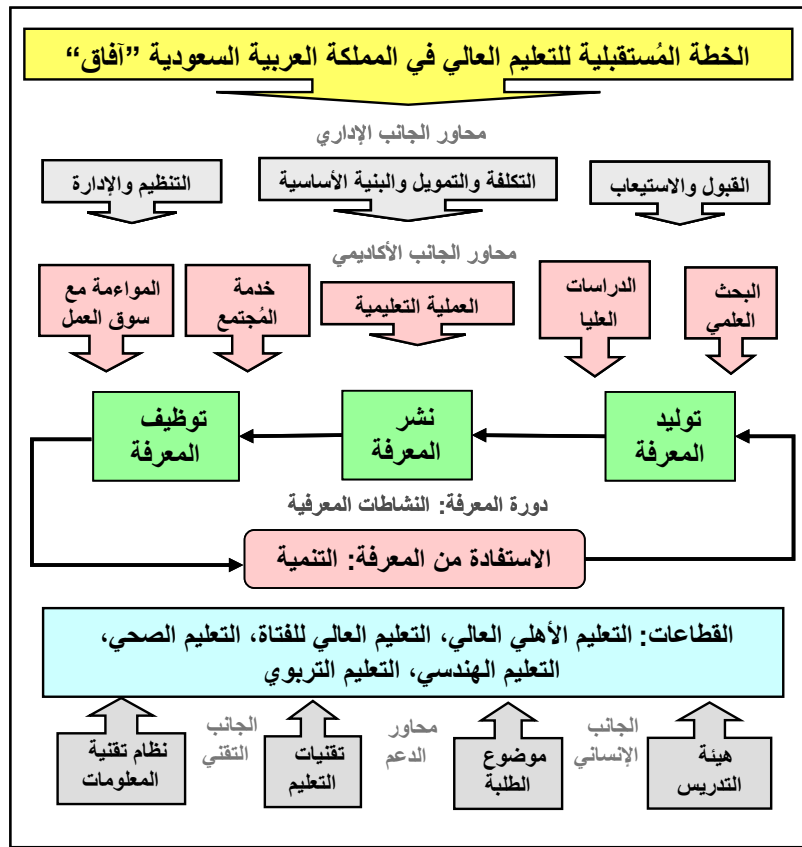 الخطة المُستقبلية للتعليم العالي في المملكة العربية السعودية ”آفاق“
محاور الجانب الإداري
القبول والاستيعاب
التكلفة والتمويل والبنية الأساسية
التنظيم والإدارة
محاور الجانب الأكاديمي
البحث
العلمي
الدراسات
العليا
العملية التعليمية
خدمة
المُجتمع
المواءمة مع
سوق العمل
توليد
المعرفة
نشر
المعرفة
توظيف
المعرفة
دورة المعرفة: النشاطات المعرفية
الاستفادة من المعرفة: التنمية
القطاعات: التعليم الأهلي العالي، التعليم العالي للفتاة، التعليم الصحي،
التعليم الهندسي، التعليم التربوي
هيئة
التدريس
الجانب
الإنساني
موضوع
الطلبة
محاور
الدعم
تقنيات
التعليم
الجانب
التقني
نظام تقنية
المعلومات